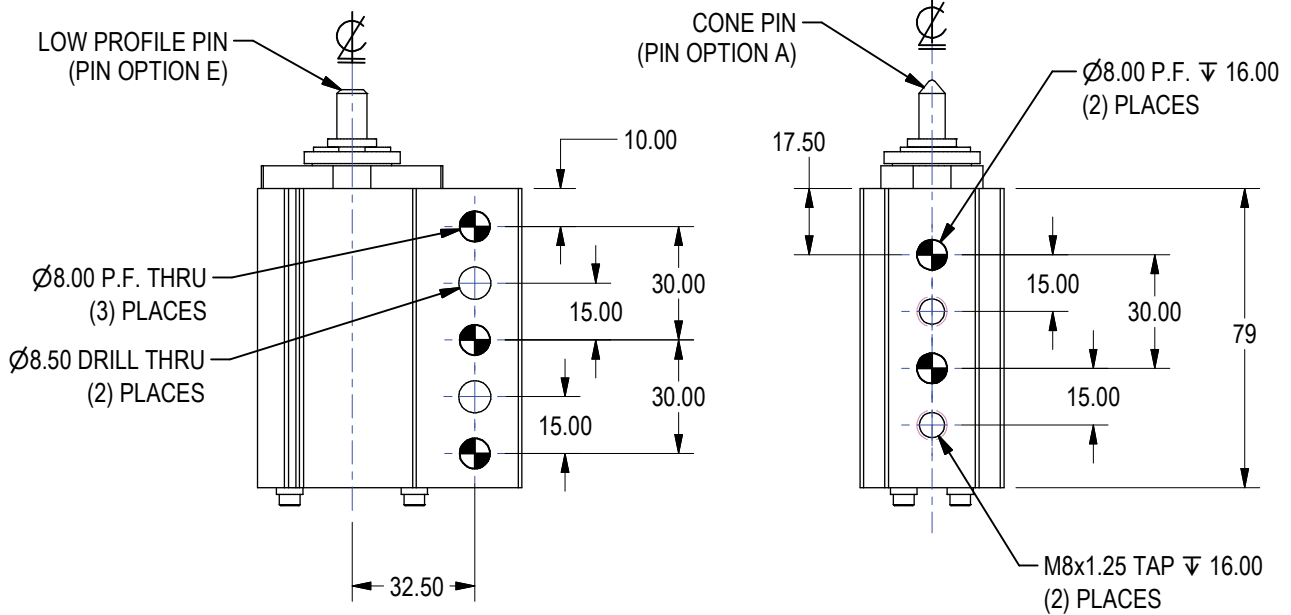 LOW PROFILE PIN
(PIN OPTION E)
℄
10.00
Ø8.00 P.F. THRU
(3) PLACES
Ø8.50 DRILL THRU
(2) PLACES
15.00
30.00
15.00
30.00
32.50
CONE PIN
(PIN OPTION A)
℄
Ø8.00 P.F. ↧ 16.00
(2) PLACES
17.50
15.00
30.00
15.00
79
M8x1.25 TAP ↧ 16.00
(2) PLACES